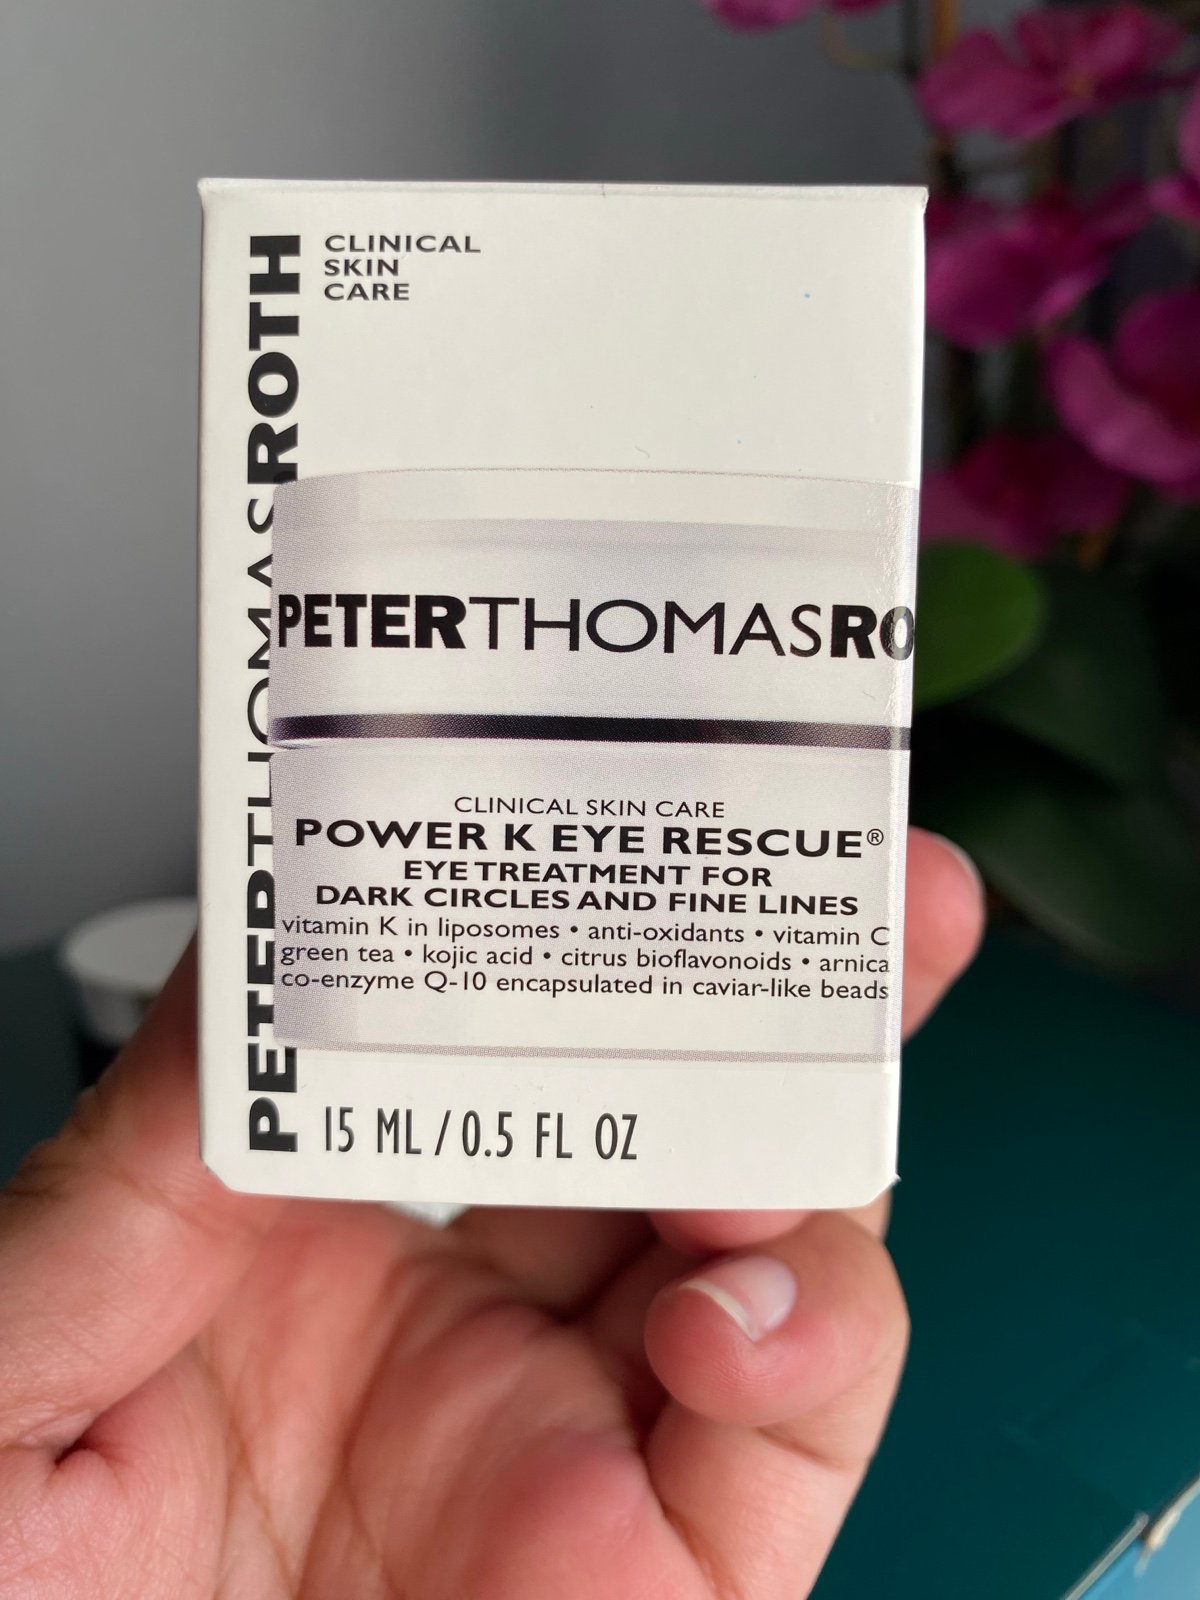 PETERTHOMASROTH
CLINICAL
SKIN
CARE
PETERTHOMASRO
CLINICAL SKIN CARE
POWER K EYE RESCUE®
EYE TREATMENT FOR
DARK CIRCLES AND FINE LINES
vitamin K in liposomes • anti-oxidants • vitamin C
green tea • kojic acid • citrus bioflavonoids • arnica
co-enzyme Q-10 encapsulated in caviar-like beads
15 ML / 0.5 FL OZ